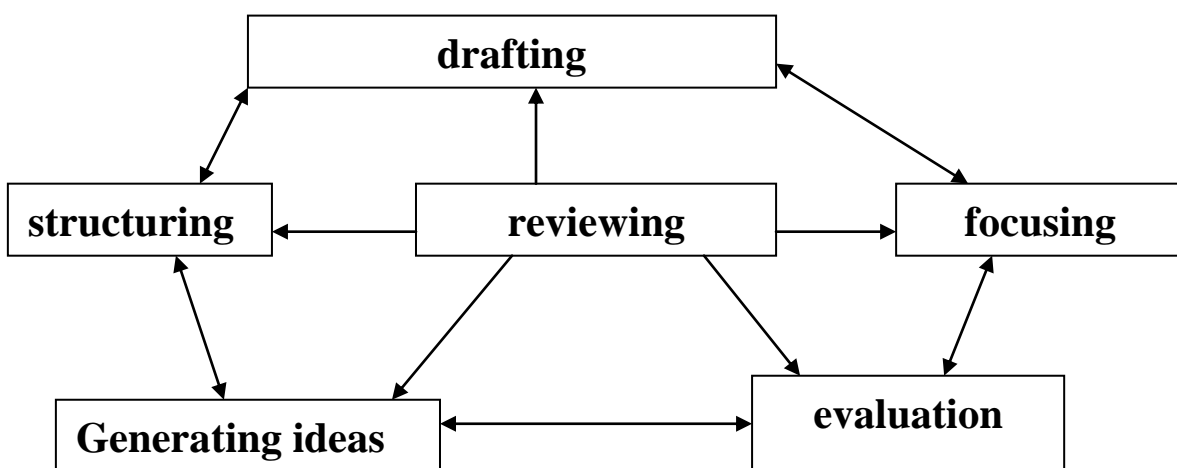 drafting
structuring
reviewing
focusing
Generating ideas
evaluation